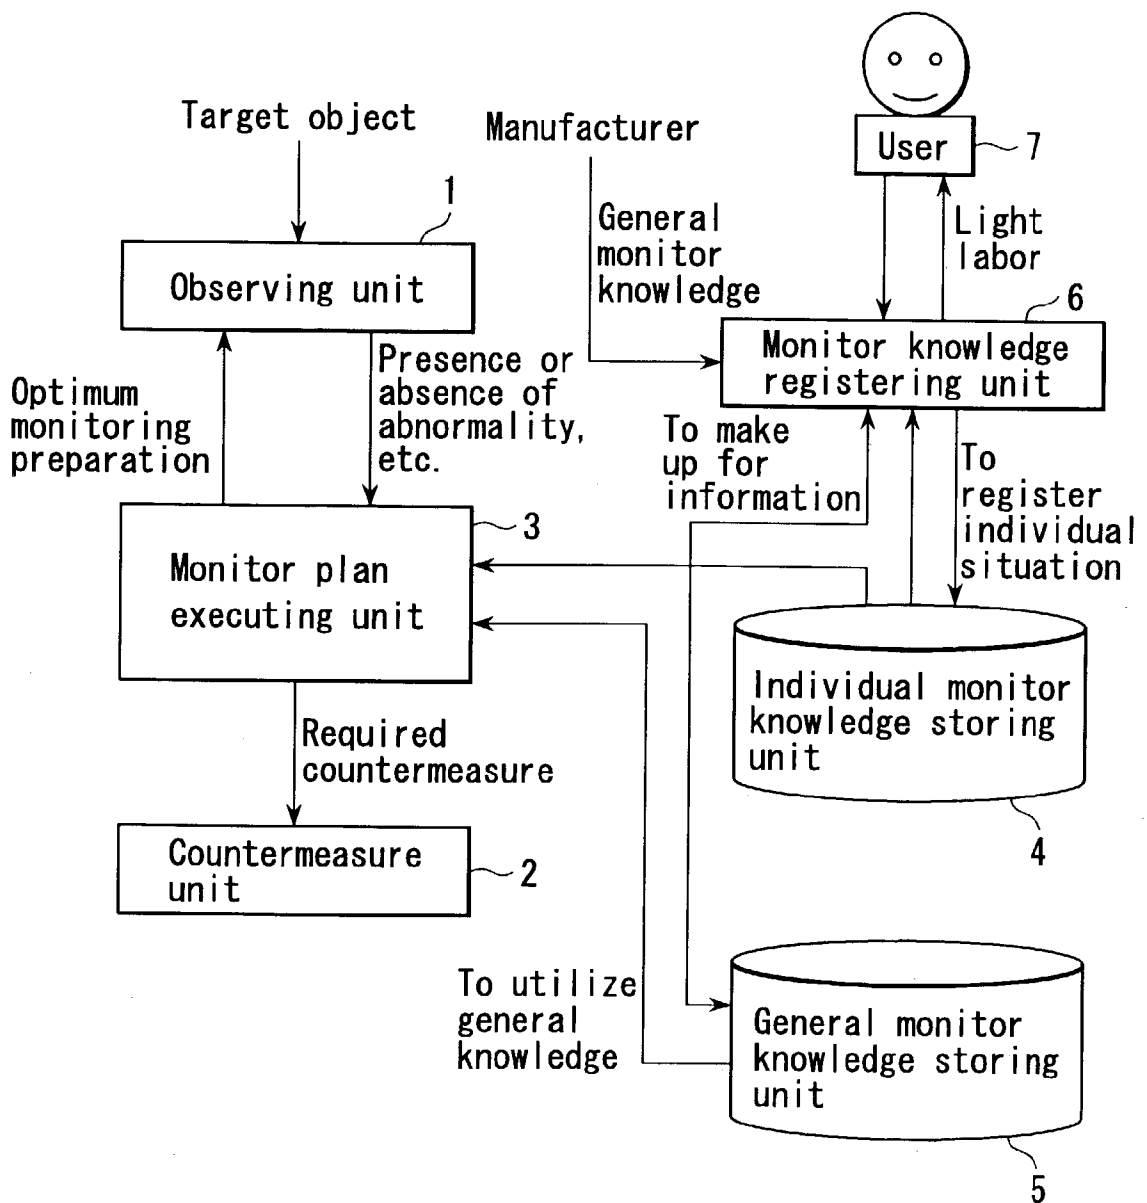 Target object
Manufacturer
User
7
1
General
monitor
knowledge
Light
labor
Observing unit
6
Monitor knowledge
registering unit
Optimum
monitoring
preparation
Presence or
absence of
abnormality,
etc.
To make
up for
information
To
register
individual
situation
3
Monitor plan
executing unit
Individual monitor
knowledge storing
unit
Required
countermeasure
4
Countermeasure
unit
2
To utilize
general
knowledge
General monitor
knowledge storing
unit
5